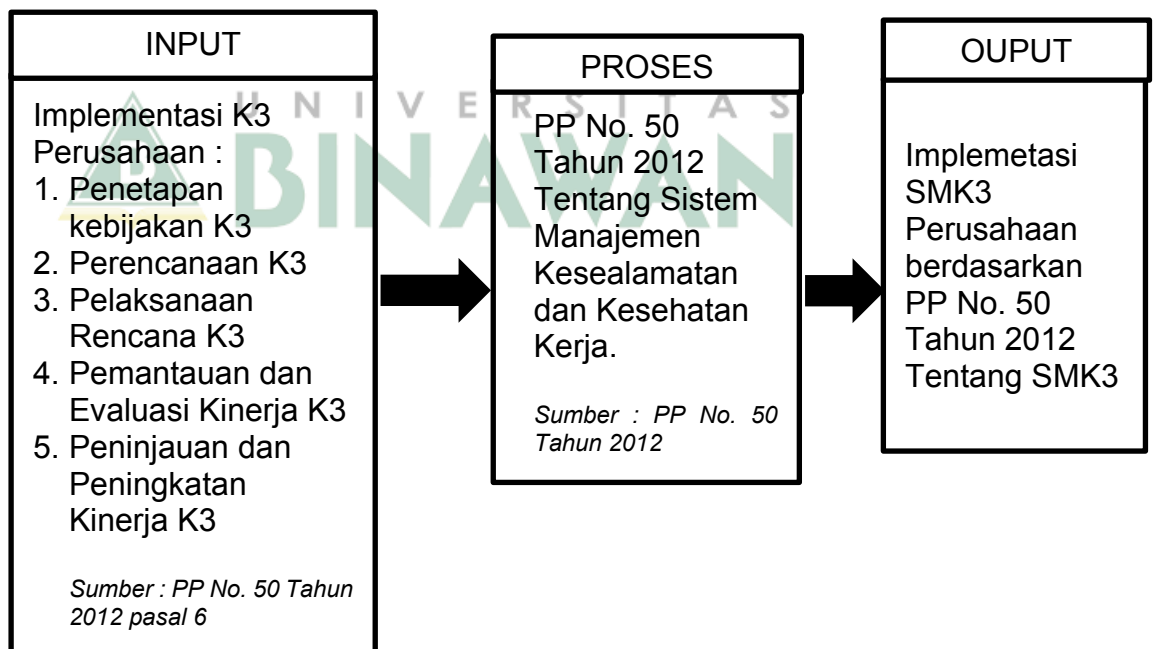 INPUT
Implementasi K3
Perusahaan :
1. Penetapan
kebijakan K3
2. Perencanaan K3
3. Pelaksanaan
Rencana K3
4. Pemantauan dan
Evaluasi Kinerja K3
5. Peninjauan dan
Peningkatan
Kinerja K3
Sumber : PP No. 50 Tahun
2012 pasal 6
PROSES
PP No. 50
Tahun 2012
Tentang Sistem
Manajemen
Kesealamatan
dan Kesehatan
Kerja.
Sumber : PP No. 50
Tahun 2012
OUPUT
Implemetasi
SMK3
Perusahaan
berdasarkan
PP No. 50
Tahun 2012
Tentang SMK3
UNIVERSITAS
BINAWAN